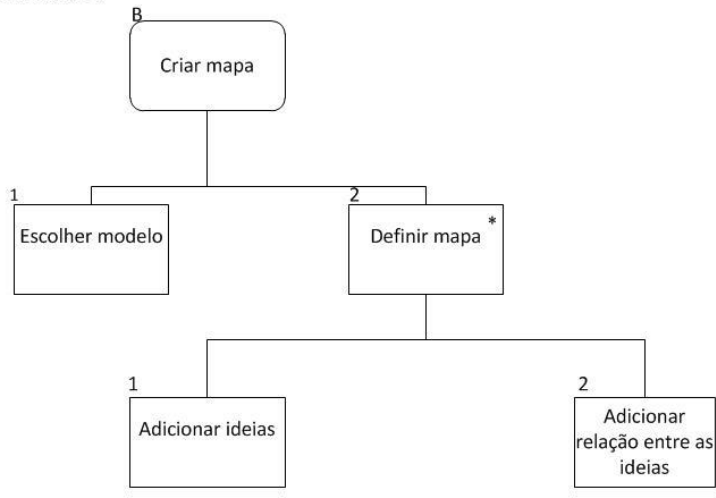 B
Criar mapa
1
Escolher modelo
2
Definir mapa *
1
Adicionar ideias
2
Adicionar
relação entre as
ideias